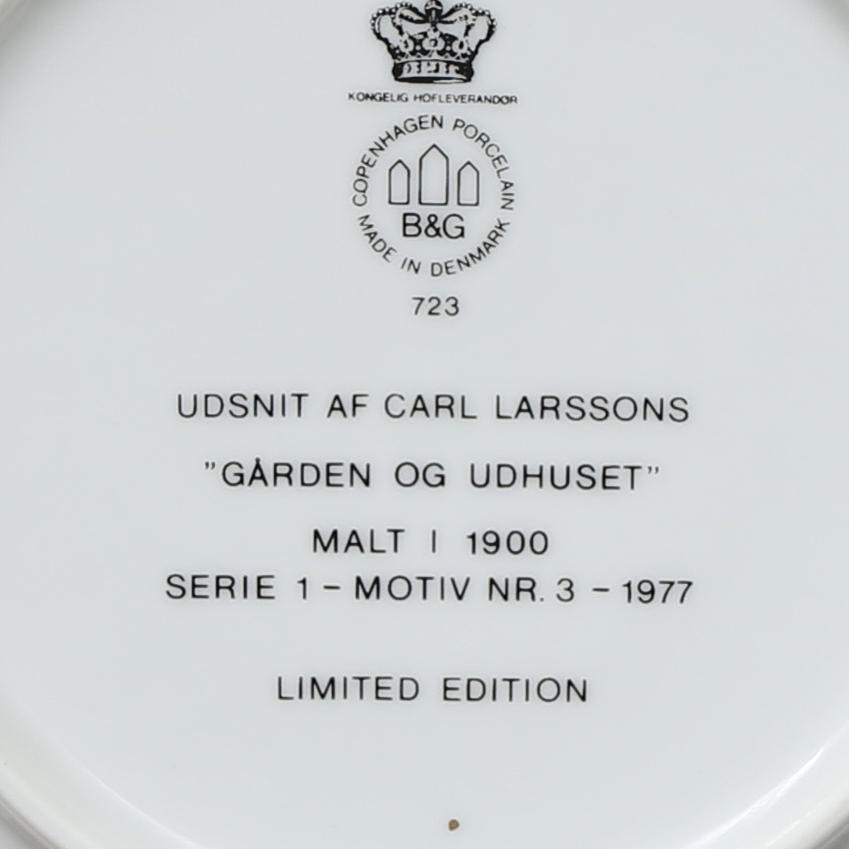 KONGELIG HOFLEVERANDØR
COPENHAGEN PORCELAIN
B&G
MADE IN DENMARK
723
UDSNIT AF CARL LARSSONS
”GÅRDEN OG UDHUSET”
MALT I 1900
SERIE 1 – MOTIV NR. 3 – 1977
LIMITED EDITION